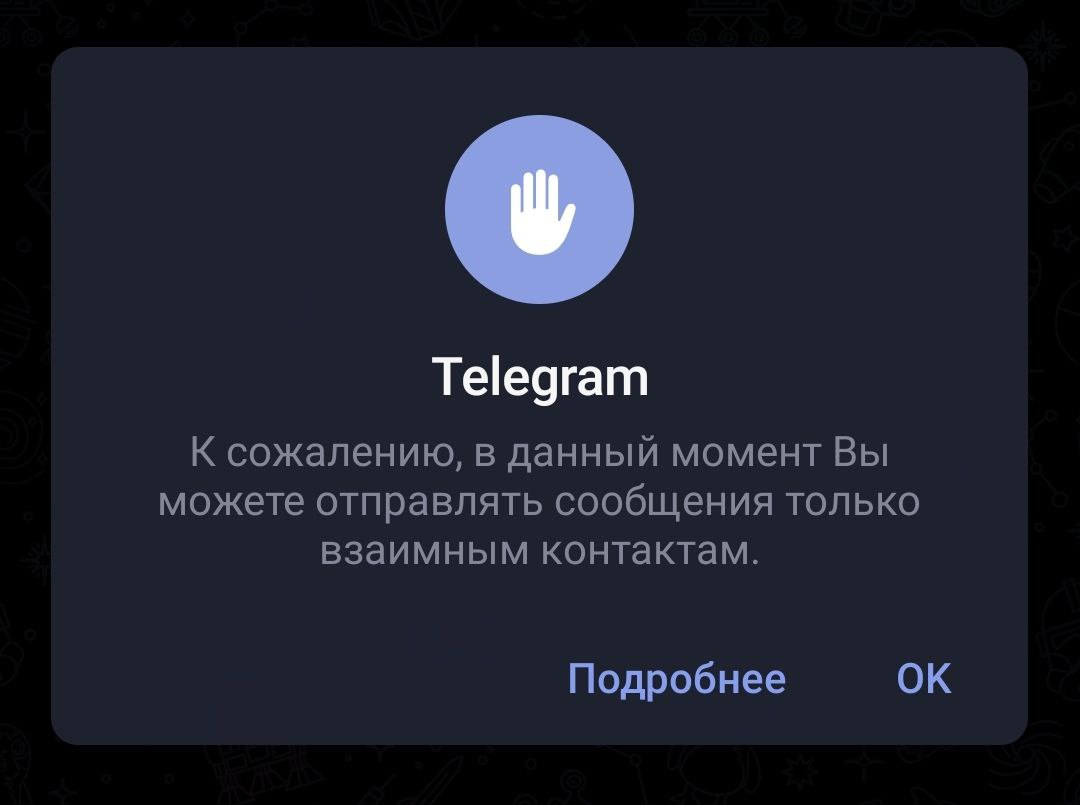 Telegram
К сожалению, в данный момент Вы
можете отправлять сообщения только
взаимным контактам.
Подробнее OK